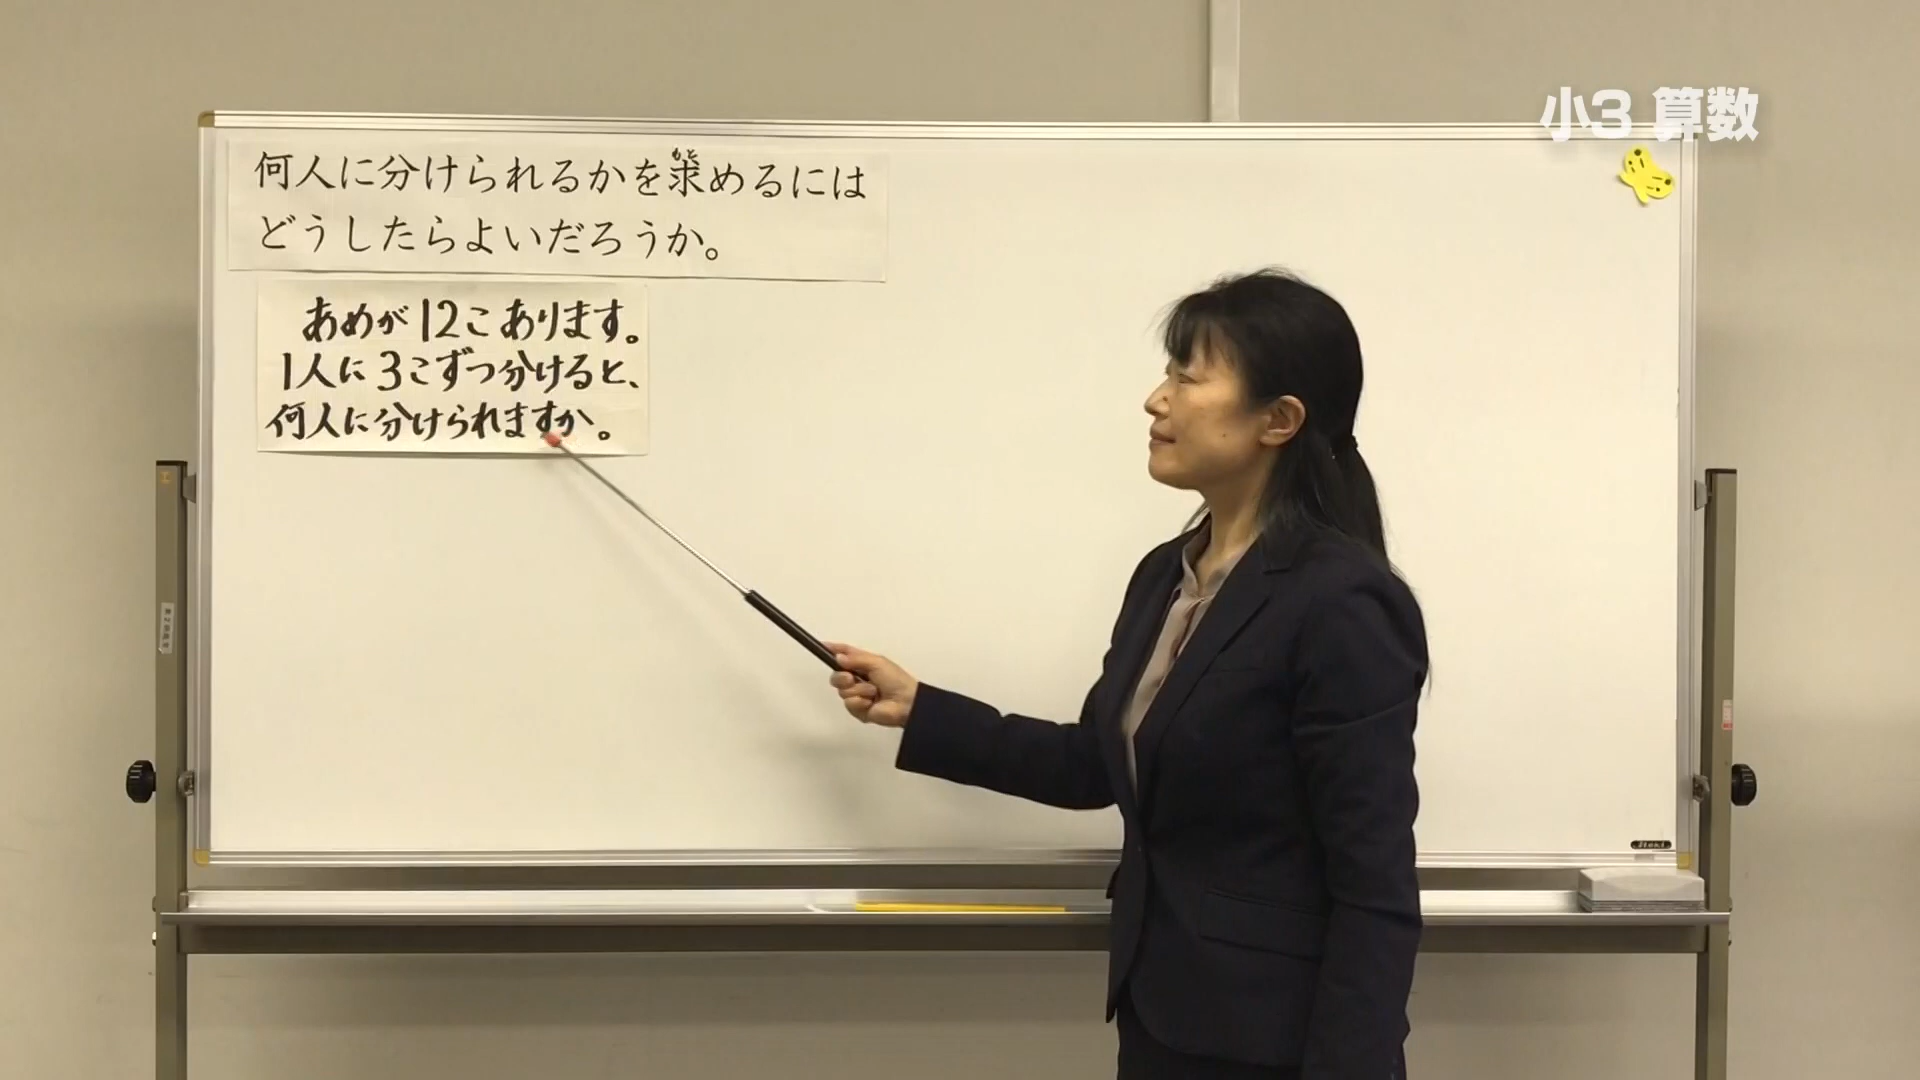 小3 算数
何人に分けられるかを求めるには
どうしたらよいだろうか。
あめが12こあります。
1人に3こずつ分けると、
何人に分けられますか。